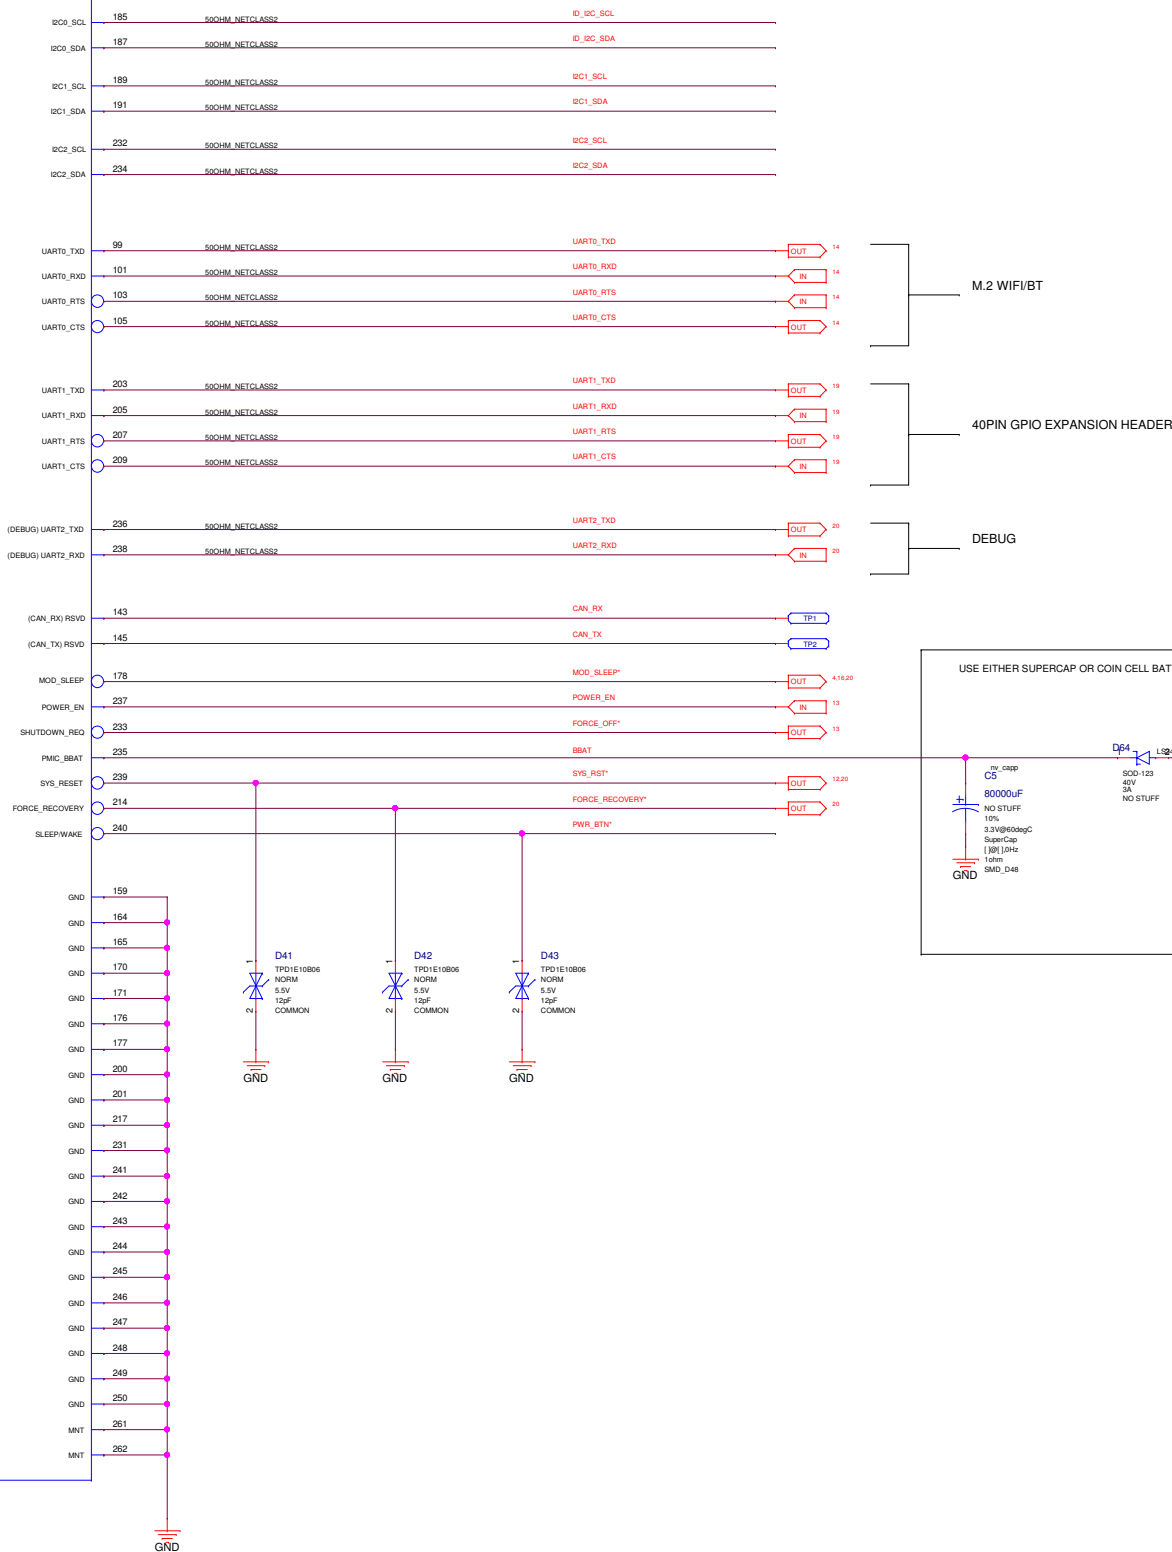 I2C0_SCL 185 50OHM_NETCLASS2 ID_I2C_SCL
I2C0_SDA 187 50OHM_NETCLASS2 ID_I2C_SDA
I2C1_SCL 189 50OHM_NETCLASS2 I2C1_SCL
I2C1_SDA 191 50OHM_NETCLASS2 I2C1_SDA
I2C2_SCL 232 50OHM_NETCLASS2 I2C2_SCL
I2C2_SDA 234 50OHM_NETCLASS2 I2C2_SDA
UART0_TXD 99 50OHM_NETCLASS2 UART0_TXD OUT 14
UART0_RXD 101 50OHM_NETCLASS2 UART0_RXD IN 14
M.2 WIFI/BT
UART0_RTS 103 50OHM_NETCLASS2 UART0_RTS IN 14
UART0_CTS 105 50OHM_NETCLASS2 UART0_CTS OUT 14
UART1_TXD 203 50OHM_NETCLASS2 UART1_TXD OUT 19
UART1_RXD 205 50OHM_NETCLASS2 UART1_RXD IN 19
40PIN GPIO EXPANSION HEADER
UART1_RTS 207 50OHM_NETCLASS2 UART1_RTS OUT 19
UART1_CTS 209 50OHM_NETCLASS2 UART1_CTS IN 19
(DEBUG) UART2_TXD 236 50OHM_NETCLASS2 UART2_TXD OUT 20
DEBUG
(DEBUG) UART2_RXD 238 50OHM_NETCLASS2 UART2_RXD IN 20
(CAN_RX) RSVD 143 CAN_RX TP1
(CAN_TX) RSVD 145 CAN_TX TP2
USE EITHER SUPERCAP OR COIN CELL BAT
MOD_SLEEP 178 MOD_SLEEP* OUT 4,16,20
POWER_EN 237 POWER_EN IN 13
SHUTDOWN_REQ 233 FORCE_OFF* OUT 13
PMIC_BBAT 235 BBAT
SYS_RESET 239 SYS_RST* OUT 12,20
FORCE_RECOVERY 214 FORCE_RECOVERY* OUT 20
SLEEP/WAKE 240 PWR_BTN*
D64
SOD-123
40V
3A
NO STUFF
nv_capp
C5
80000uF
NO STUFF
10%
3.3V@60degC
SuperCap
[ ]@[ ],0Hz
1ohm
SMD_D48
+
GND
GND 159
GND 164
GND 165
GND 170
GND 171
GND 176
GND 177
GND 200
GND 201
GND 217
GND 231
GND 241
GND 242
GND 243
GND 244
GND 245
GND 246
GND 247
GND 248
GND 249
GND 250
MNT 261
MNT 262
GND
1
D41
TPD1E10B06
NORM
5.5V
12pF
COMMON
2
GND
1
D42
TPD1E10B06
NORM
5.5V
12pF
COMMON
2
GND
1
D43
TPD1E10B06
NORM
5.5V
12pF
COMMON
2
GND